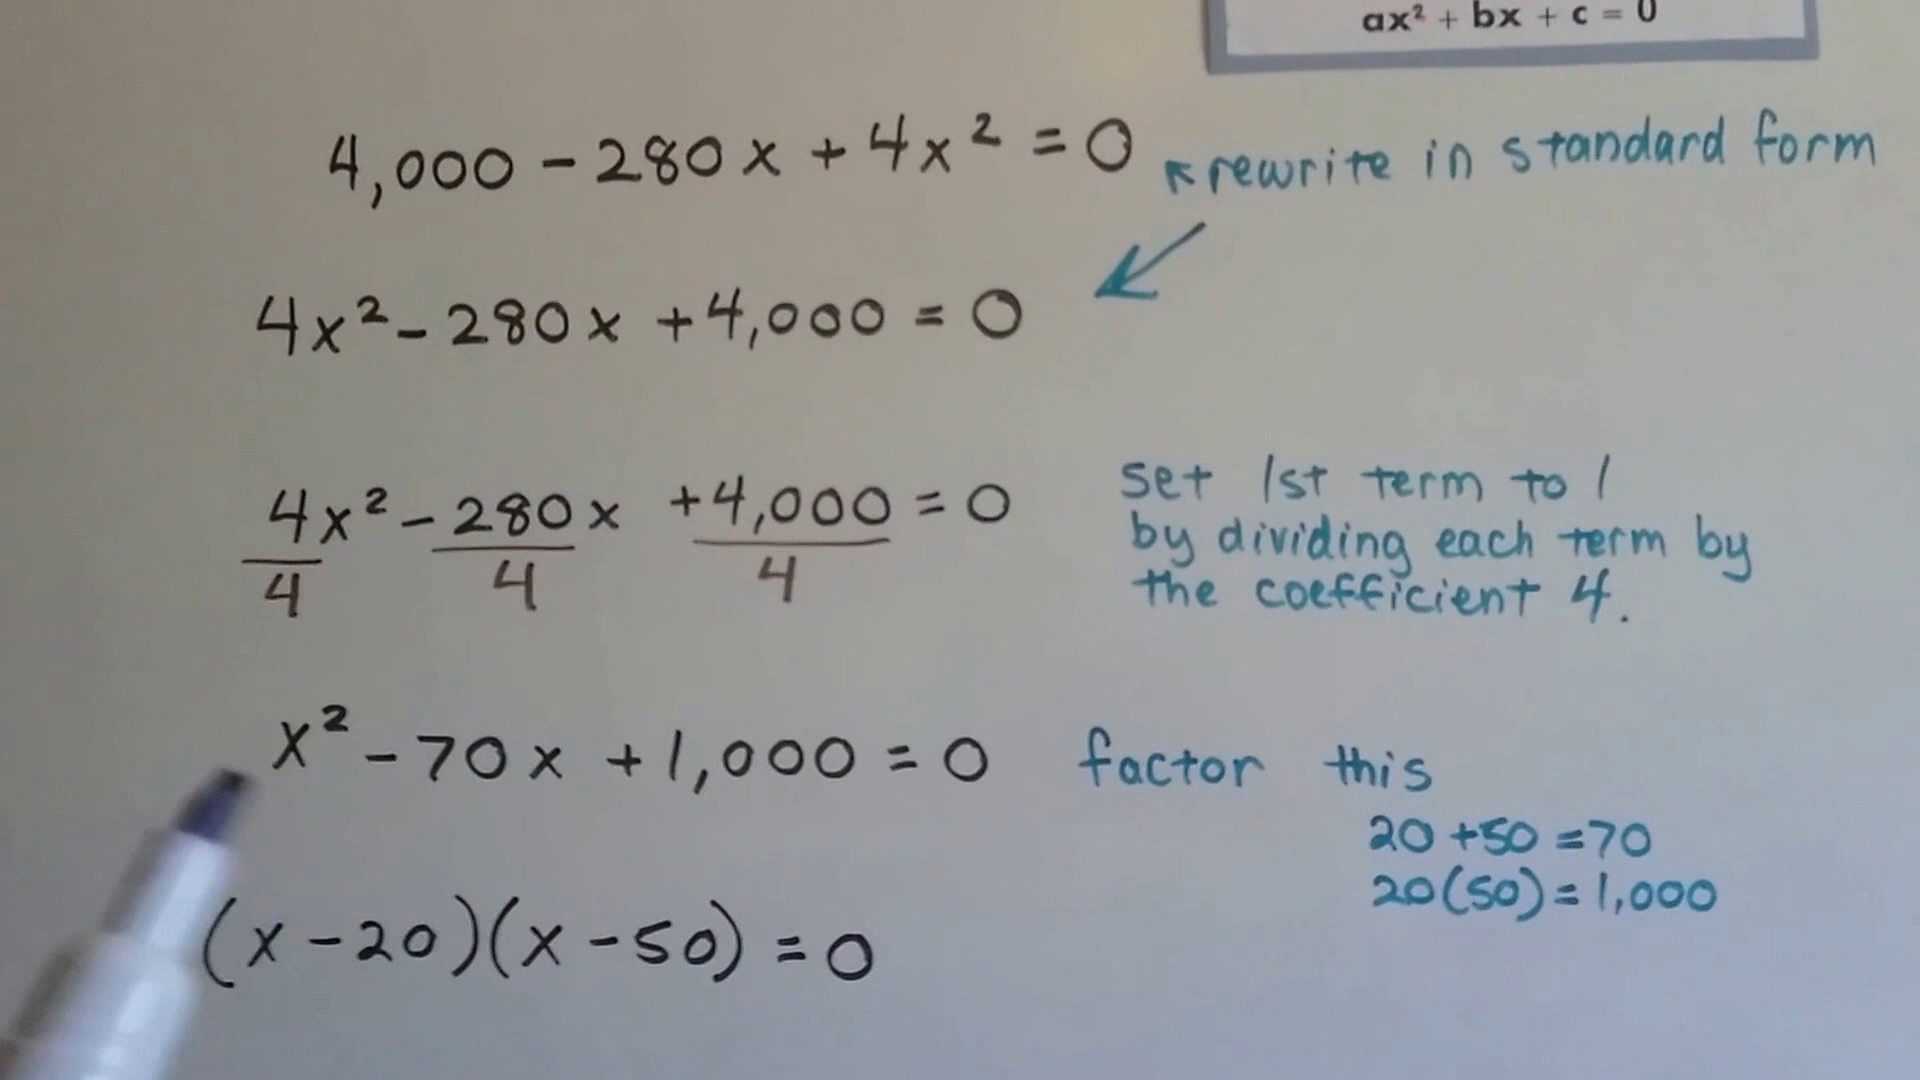 ax² + bx + c = 0
4,000 - 280x + 4x² = 0 rewrite in standard form
4x² - 280x + 4,000 = 0
4x² - 280x + 4,000 = 0
4 4 4
set 1st term to 1
by dividing each term by
the coefficient 4.
x² - 70x + 1,000 = 0 factor this
20 + 50 = 70
20(50) = 1,000
(x - 20)(x - 50) = 0